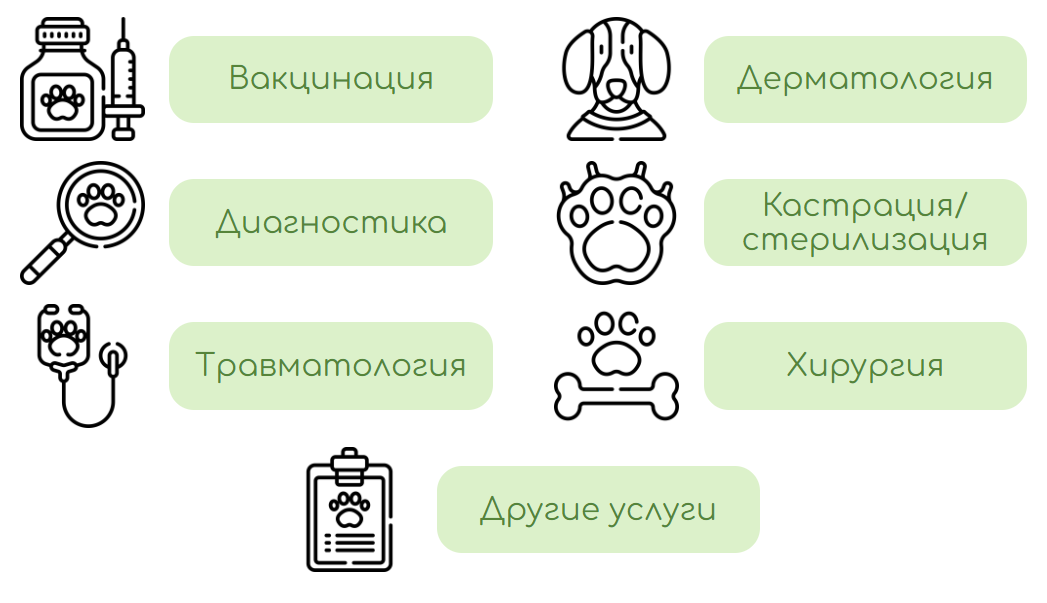 Вакцинация
Дерматология
Диагностика
Кастрация/
стерилизация
Травматология
Хирургия
Другие услуги